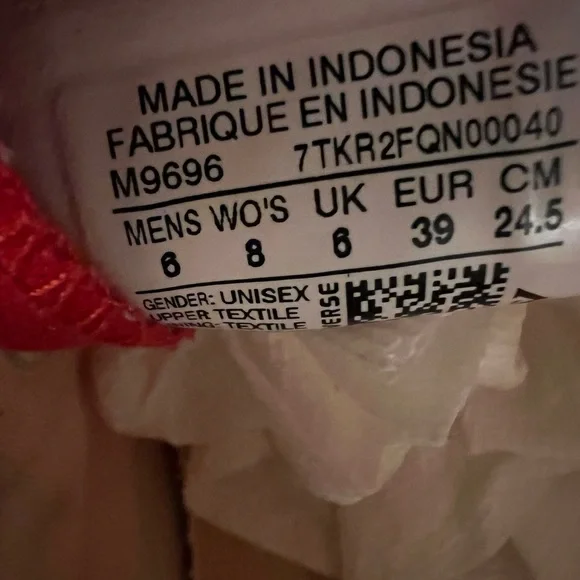 MADE IN INDONESIA
FABRIQUE EN INDONESIE
M9696 7TKR2FQN00040
MENS WO'S UK EUR CM
6 8 6 39 24.5
GENDER: UNISEX
UPPER TEXTILE
TEXTILE